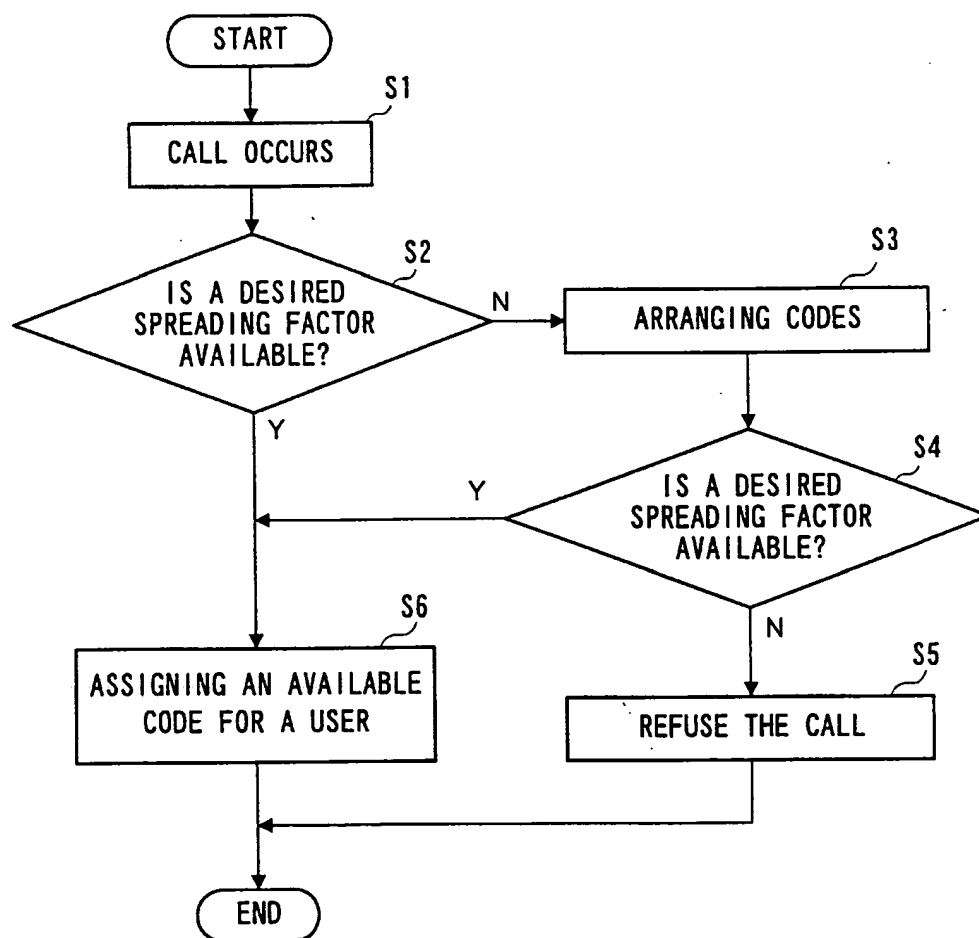 START
S1
CALL OCCURS
S2
IS A DESIRED
SPREADING FACTOR
AVAILABLE?
N
Y
S3
ARRANGING CODES
S4
IS A DESIRED
SPREADING FACTOR
AVAILABLE?
Y
N
S6
ASSIGNING AN AVAILABLE
CODE FOR A USER
S5
REFUSE THE CALL
END